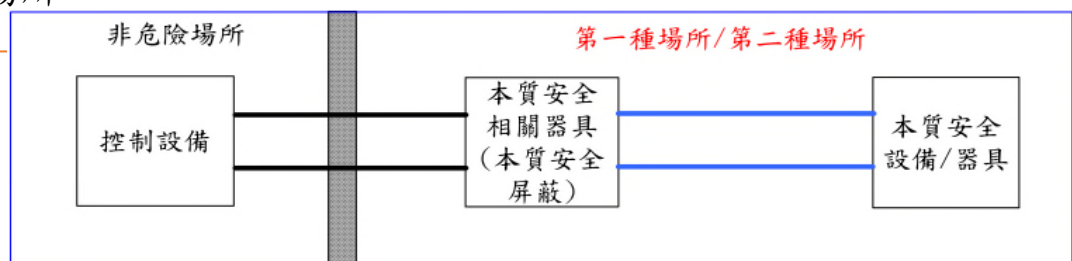 非危險場所
第一種場所/第二種場所
控制設備
本質安全
相關器具
(本質安全
屏蔽)
本質安全
設備/器具